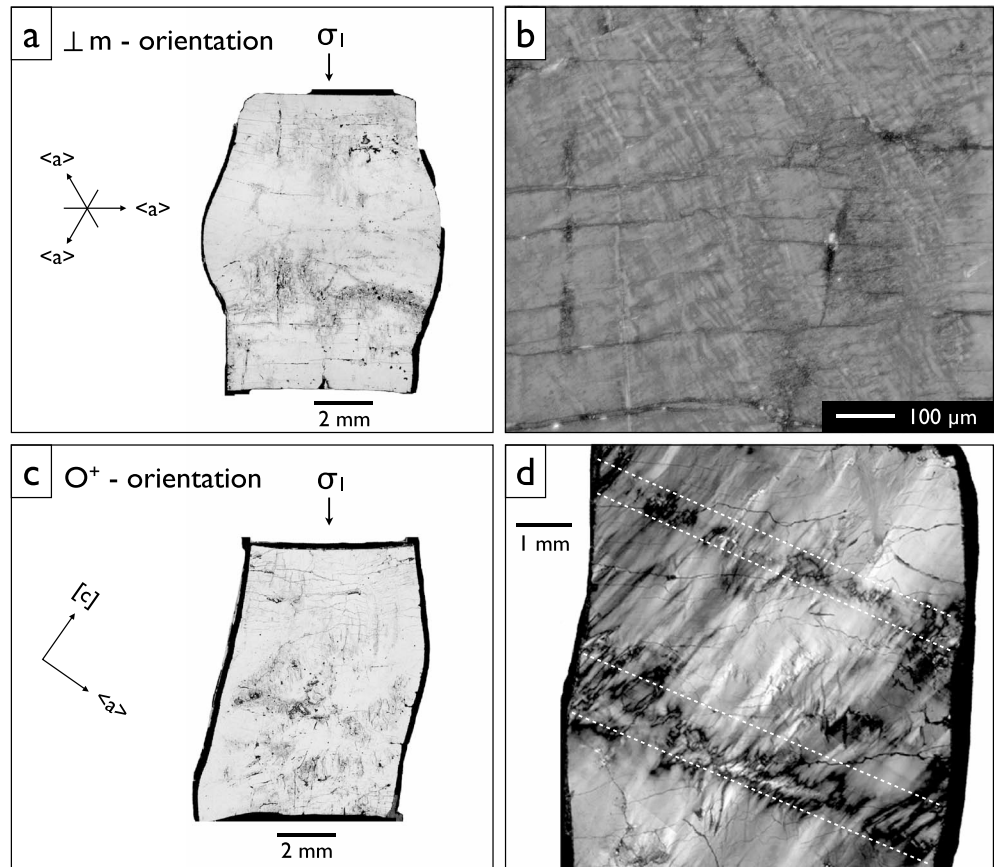 a
⊥ m - orientation
σ1
<a>
<a>
<a>
2 mm
b
100 µm
c
O+ - orientation
σ1
[c]
<a>
2 mm
d
1 mm